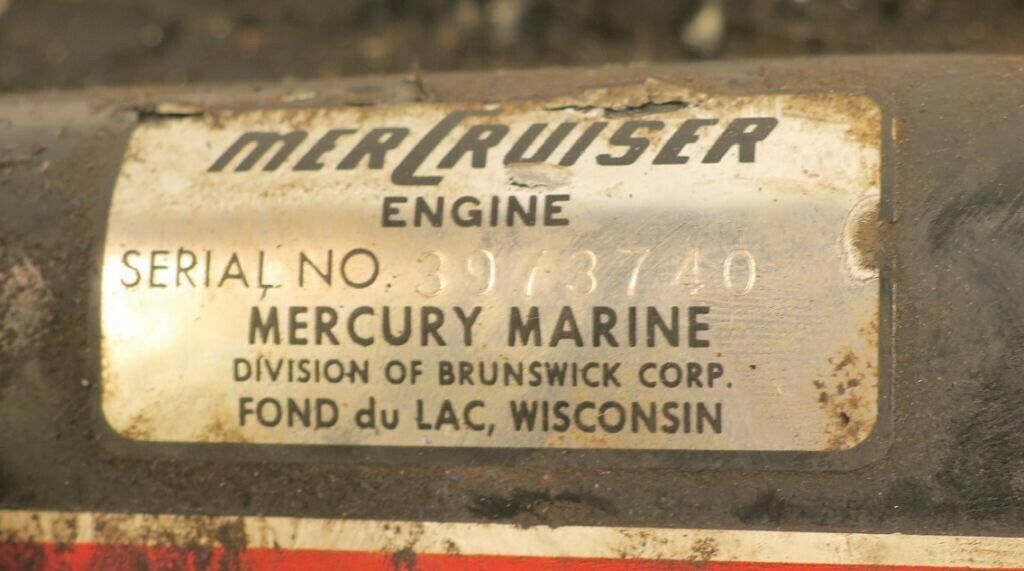 MERCRUISER
ENGINE
SERIAL NO. 3973740
MERCURY MARINE
DIVISION OF BRUNSWICK CORP.
FOND du LAC, WISCONSIN